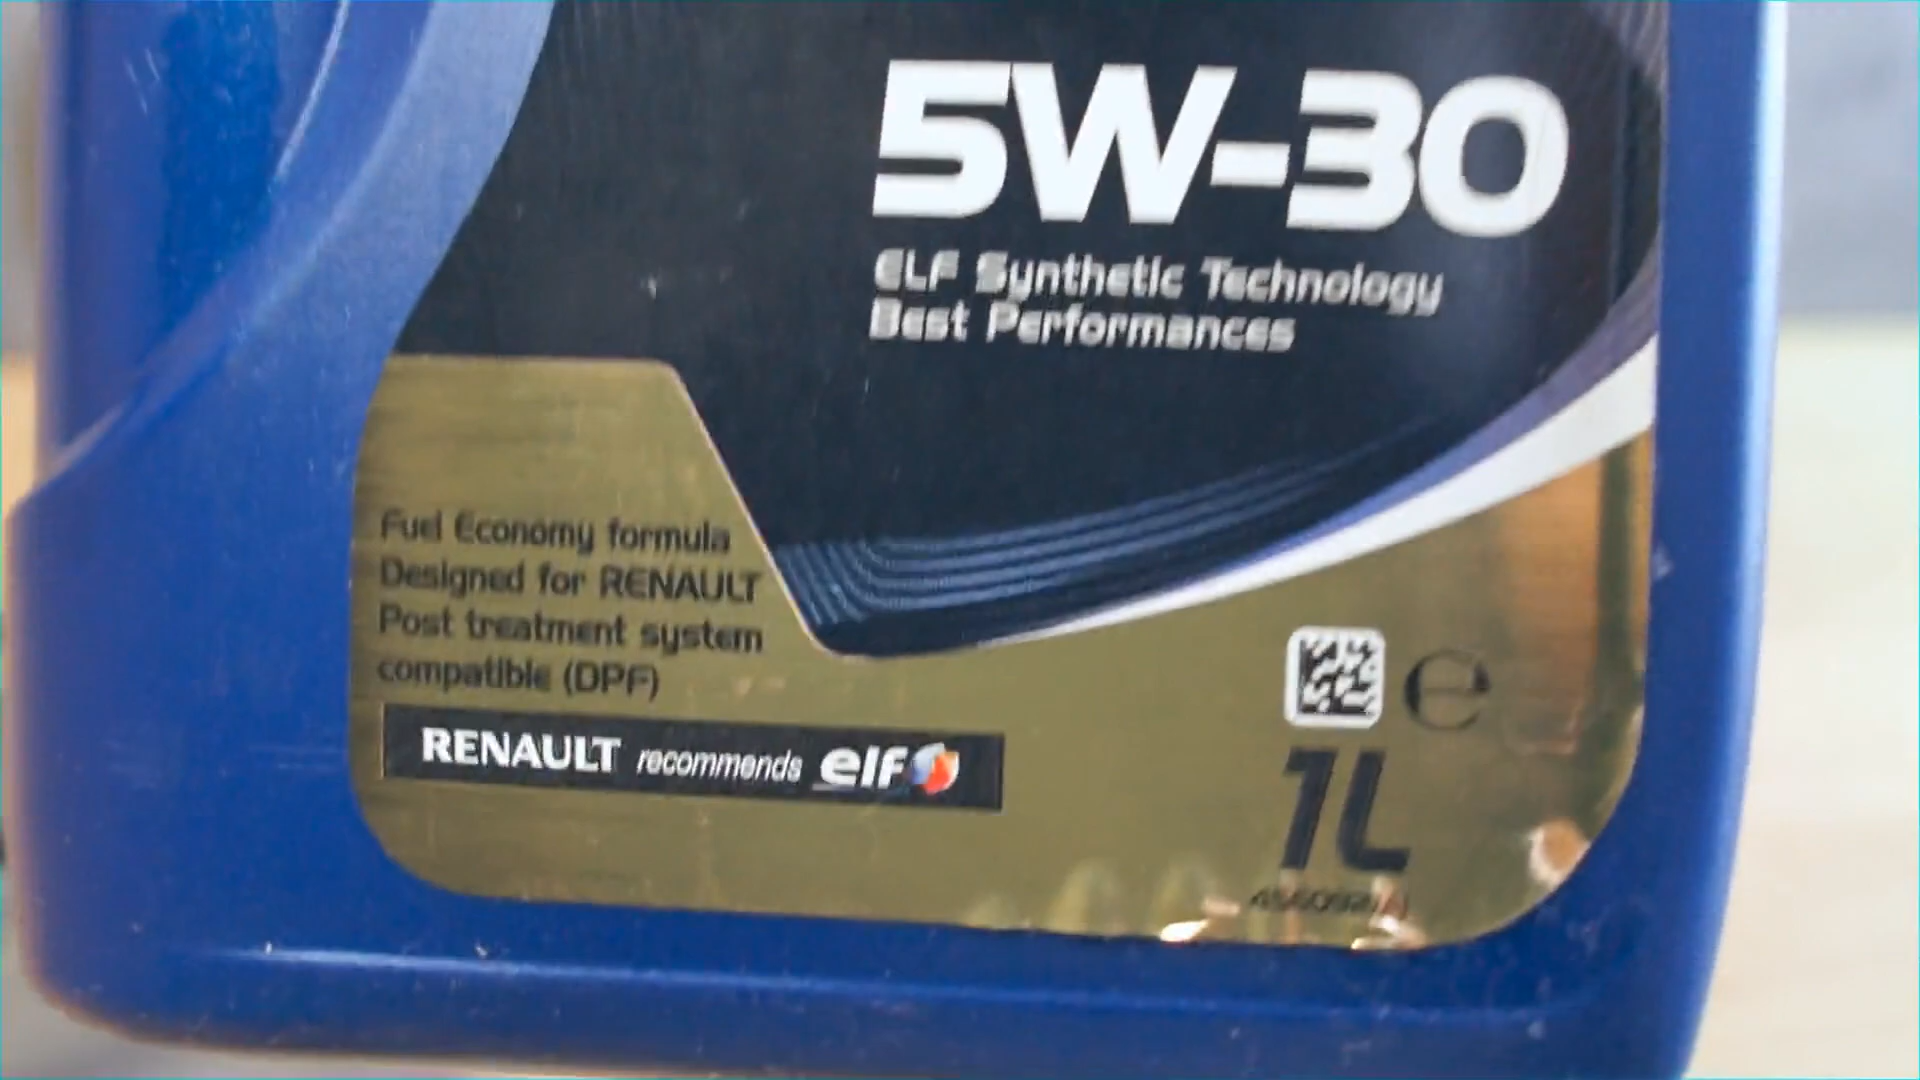 5W-30
ELF Synthetic Technology
Best Performances
Fuel Economy formula
Designed for RENAULT
Post treatment system
compatible (DPF)
RENAULT recommends elf
e
1L